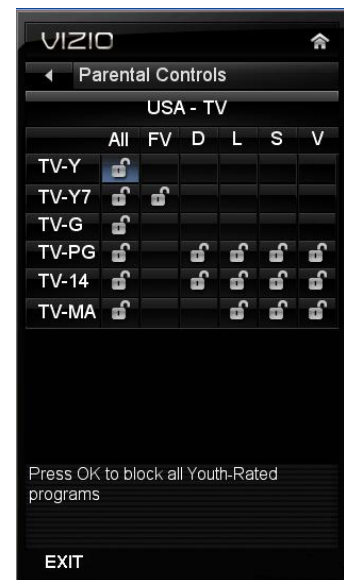 VIZIO
Parental Controls
USA - TV
All FV D L S V
TV-Y
TV-Y7
TV-G
TV-PG
TV-14
TV-MA
Press OK to block all Youth-Rated
programs
EXIT